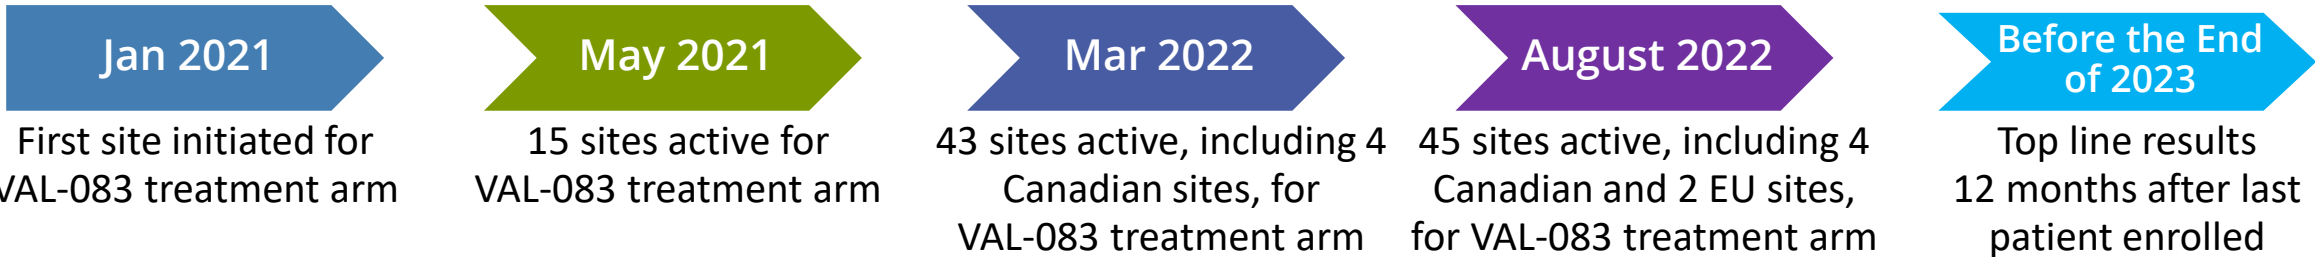 Jan 2021
First site initiated for
VAL-083 treatment arm
May 2021
15 sites active for
VAL-083 treatment arm
Mar 2022
43 sites active, including 4
Canadian sites, for
VAL-083 treatment arm
August 2022
45 sites active, including 4
Canadian and 2 EU sites,
for VAL-083 treatment arm
Before the End
of 2023
Top line results
12 months after last
patient enrolled